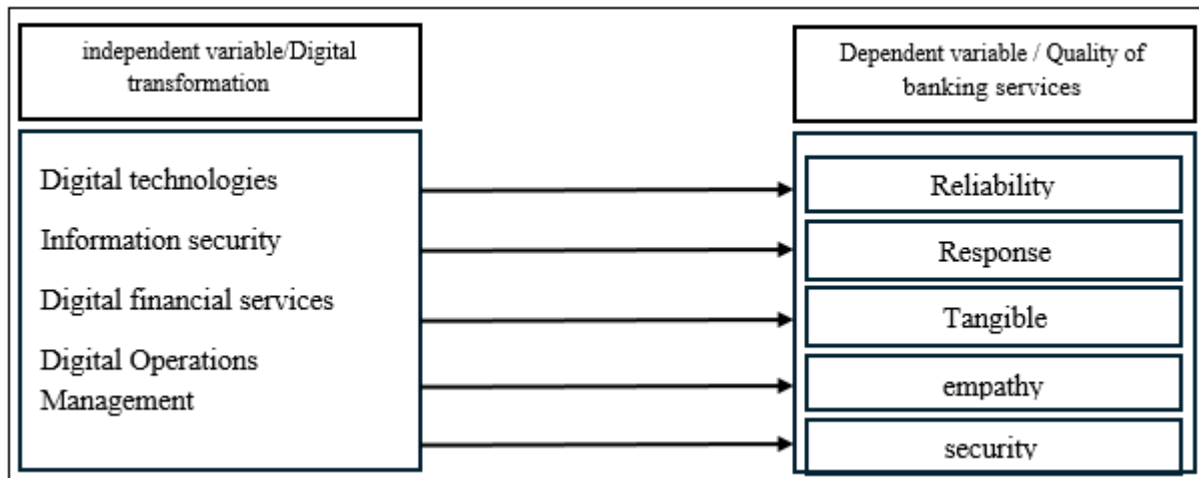 independent variable/Digital
transformation
Digital technologies
Information security
Digital financial services
Digital Operations
Management
Dependent variable / Quality of
banking services
Reliability
Response
Tangible
empathy
security